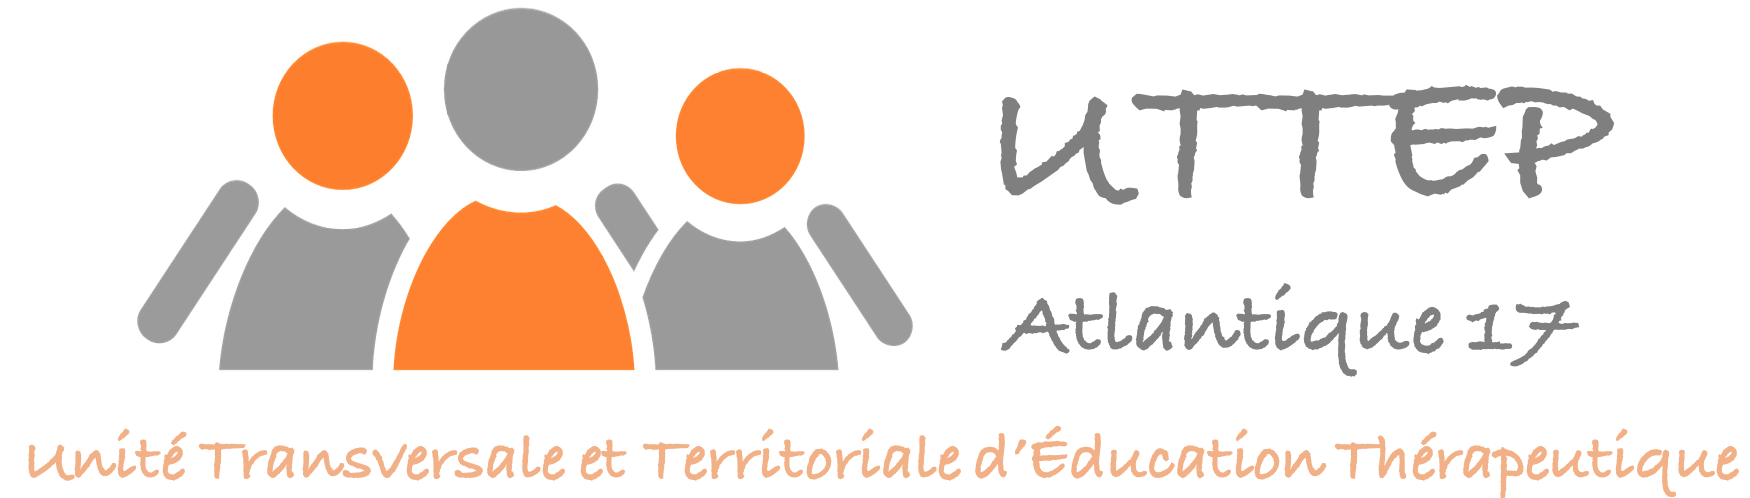 UTTEP
Atlantique 17
Unité Transversale et Territoriale d’Éducation Thérapeutique